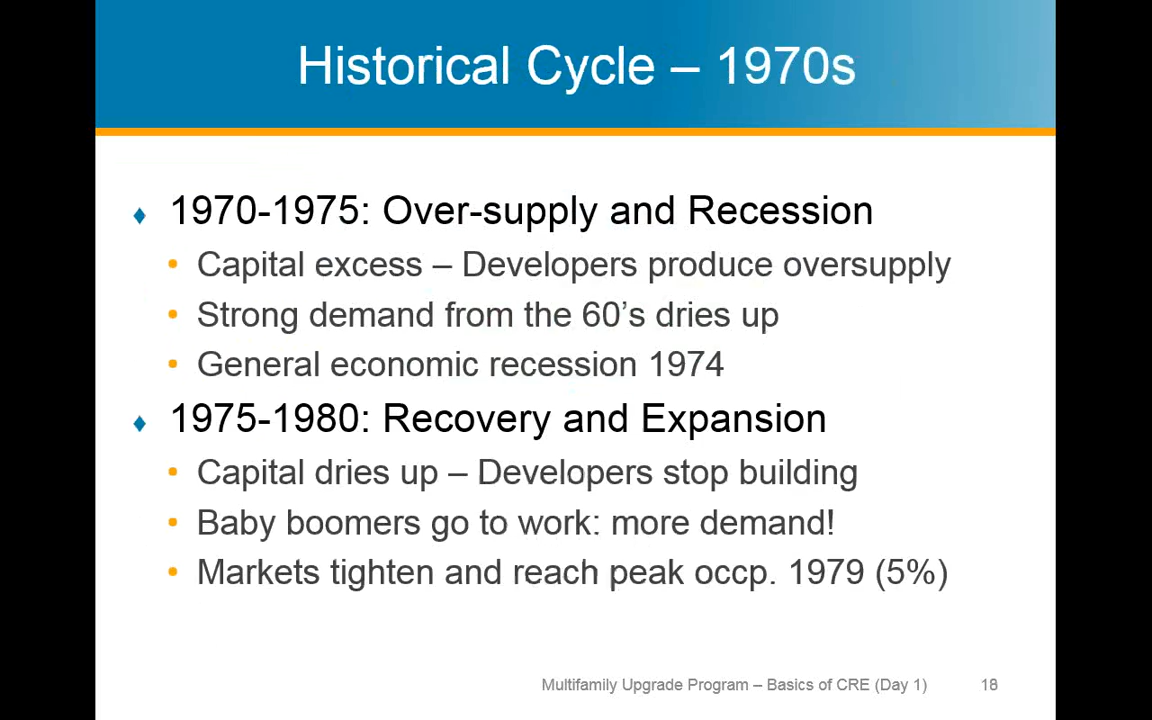 Historical Cycle – 1970s
♦ 1970-1975: Over-supply and Recession
• Capital excess – Developers produce oversupply
• Strong demand from the 60’s dries up
• General economic recession 1974
♦ 1975-1980: Recovery and Expansion
• Capital dries up – Developers stop building
• Baby boomers go to work: more demand!
• Markets tighten and reach peak occp. 1979 (5%)
Multifamily Upgrade Program – Basics of CRE (Day 1) 18